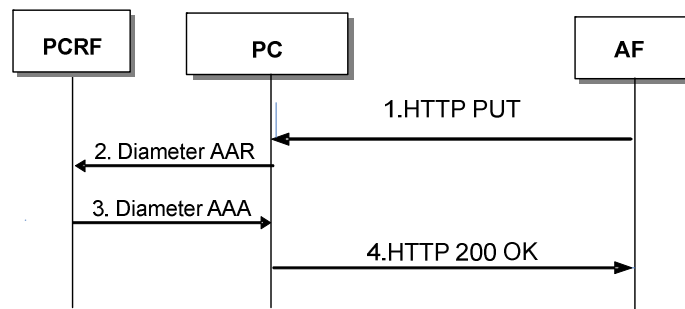 PCRF
PC
AF
1.HTTP PUT
2. Diameter AAR
3. Diameter AAA
4.HTTP 200 OK